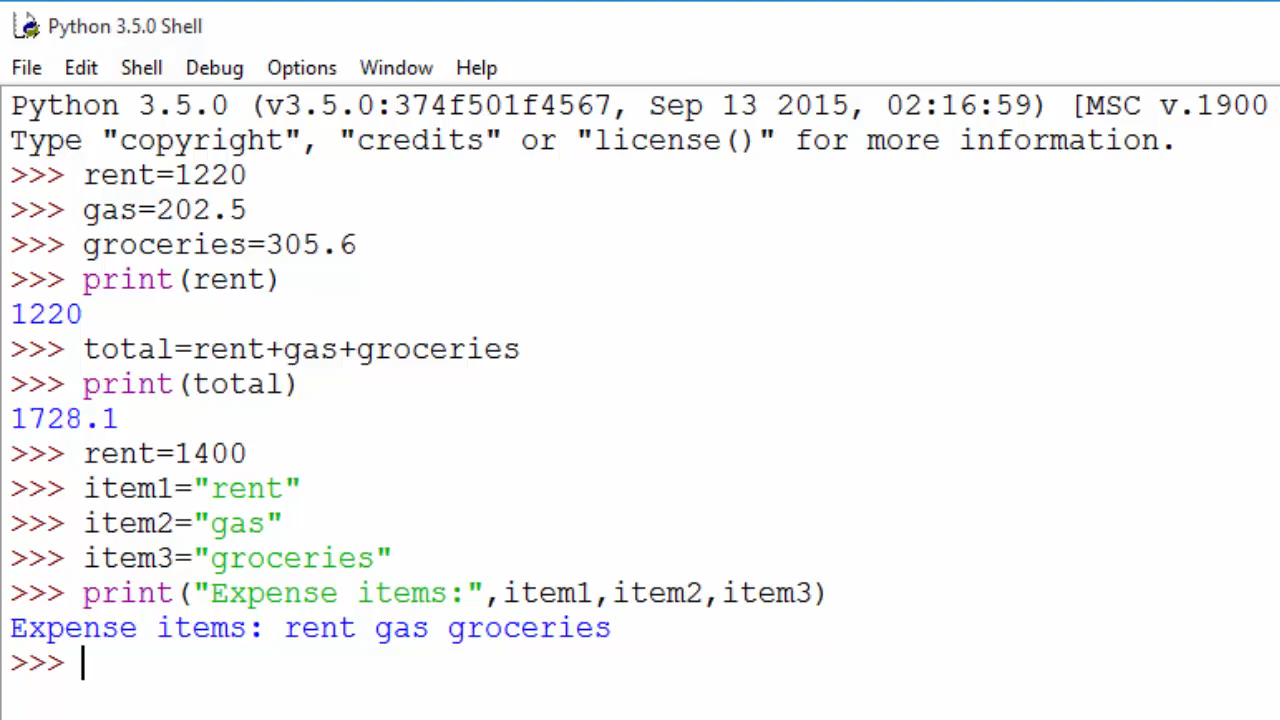 Python 3.5.0 Shell
File Edit Shell Debug Options Window Help
Python 3.5.0 (v3.5.0:374f501f4567, Sep 13 2015, 02:16:59) [MSC v.1900
Type "copyright", "credits" or "license()" for more information.
>>> rent=1220
>>> gas=202.5
>>> groceries=305.6
>>> print(rent)
1220
>>> total=rent+gas+groceries
>>> print(total)
1728.1
>>> rent=1400
>>> item1="rent"
>>> item2="gas"
>>> item3="groceries"
>>> print("Expense items:",item1,item2,item3)
Expense items: rent gas groceries
>>>